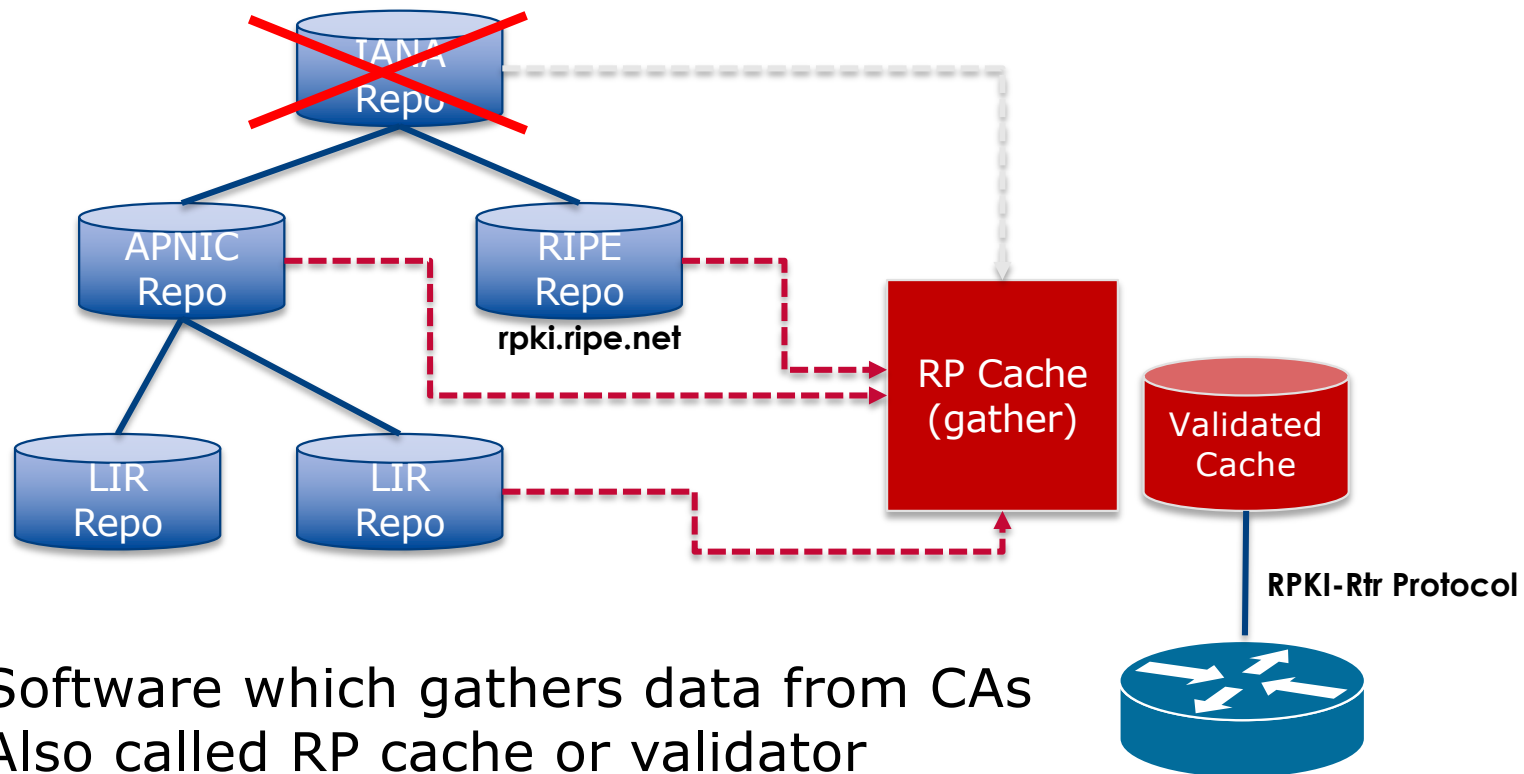 IANA
Repo
APNIC
Repo
RIPE
Repo
rpki.ripe.net
LIR
Repo
LIR
Repo
RP Cache
(gather)
Validated
Cache
RPKI-Rtr Protocol
Software which gathers data from CAs
Also called RP cache or validator